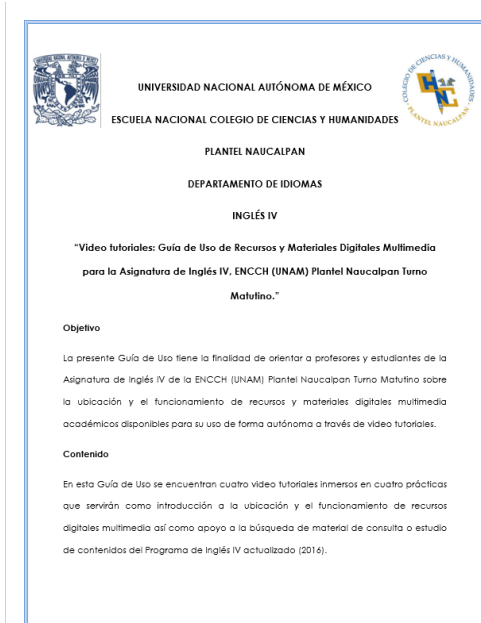 UNIVERSIDAD NACIONAL AUTÓNOMA DE MÉXICO
ESCUELA NACIONAL COLEGIO DE CIENCIAS Y HUMANIDADES
PLANTEL NAUCALPAN
DEPARTAMENTO DE IDIOMAS
INGLÉS IV
“Video tutoriales: Guía de Uso de Recursos y Materiales Digitales Multimedia
para la Asignatura de Inglés IV, ENCCH (UNAM) Plantel Naucalpan Turno
Matutino.”
Objetivo
La presente Guía de Uso tiene la finalidad de orientar a profesores y estudiantes de la
Asignatura de Inglés IV de la ENCCH (UNAM) Plantel Naucalpan Turno Matutino sobre
la ubicación y el funcionamiento de recursos y materiales digitales multimedia
académicos disponibles para su uso de forma autónoma a través de video tutoriales.
Contenido
En esta Guía de Uso se encuentran cuatro video tutoriales inmersos en cuatro prácticas
que servirán como introducción a la ubicación y el funcionamiento de recursos
digitales multimedia así como apoyo a la búsqueda de material de consulta o estudio
de contenidos del Programa de Inglés IV actualizado (2016).
COLEGIO DE CIENCIAS Y HUMANIDADES
PLANTEL NAUCALPAN